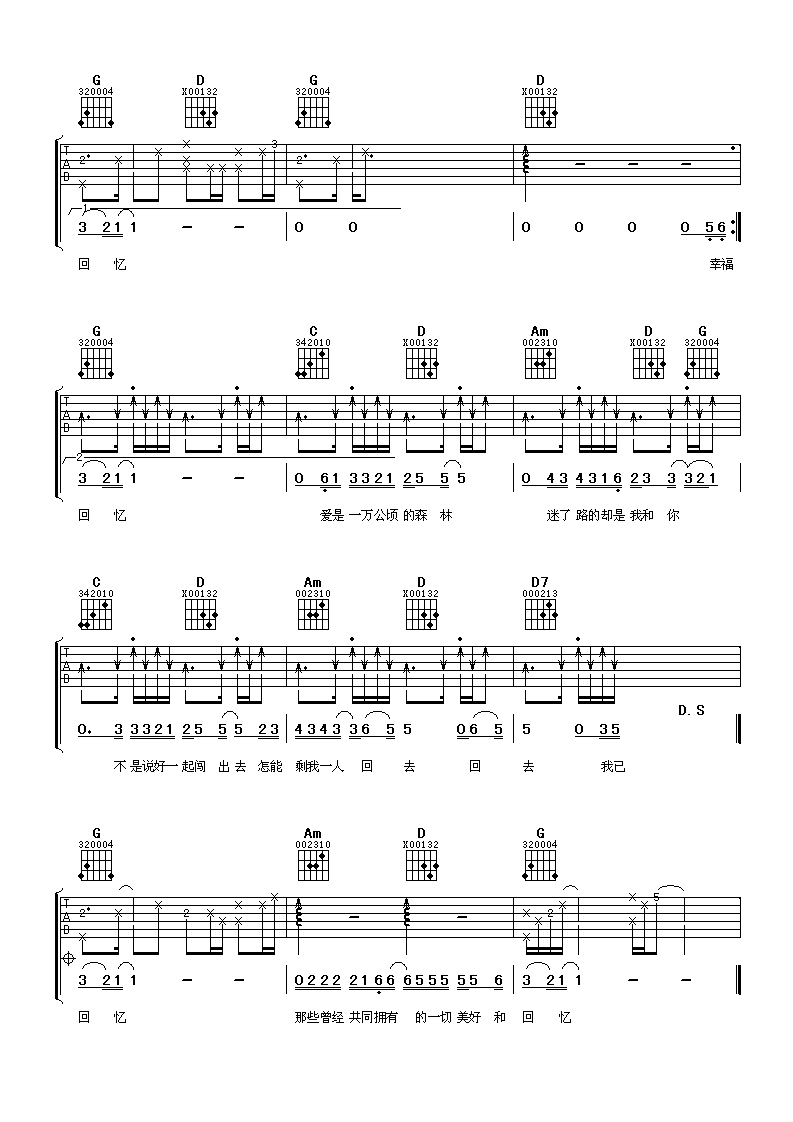 G D G D
320004 X00132 320004 X00132
T A B 2 3 2
1
3 21 1 - - 0 0 0 0 0 0 56
回 忆 幸福
G C D Am D G
320004 342010 X00132 002310 X00132 320004
T A B
2
3 21 1 - - 0 61 3321 25 5 5 0 43 4316 23 3 321
回 忆 爱是 一万公顷 的森 林 迷了 路的却是 我和 你
C D Am D D7
342010 X00132 002310 X00132 000213
T A B
D.S
0. 3 3321 25 5 5 23 4343 365 5 065 5 0 35
不 是说好一 起闯 出 去 怎能 剩我一人 回 去 回 去 我已
G Am D G
320004 002310 X00132 320004
T A B 2 2 - - 2 5
3 21 1 - - 0222 2166 6555 55 6 3 21 1 - -
回 忆 那些曾经 共同拥有 的一切 美好 和 回 忆